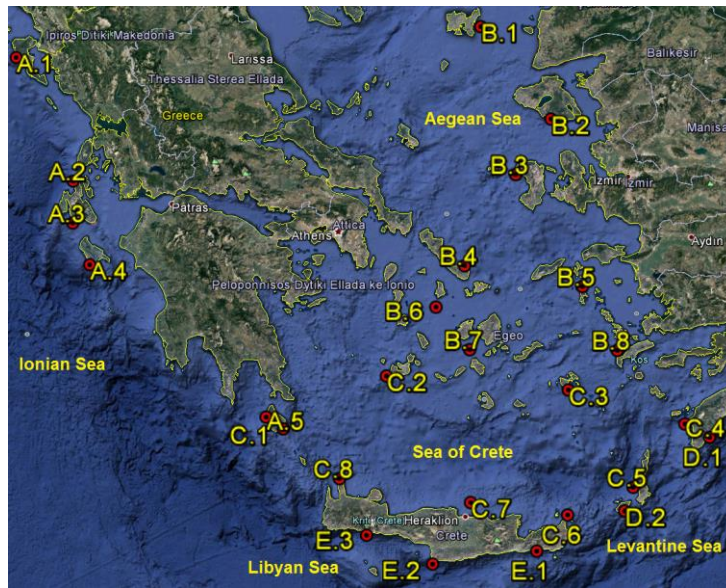 B.1
Ipiros Ditiki Makedonia
A.1
Larissa
Balikesir
Thessalia Sterea Ellada
Greece
Aegean Sea
B.2
Manisa
B.3
A.2
Izmir
Izmir
A.3
Patras
Attica
Athens
Aydin
A.4
B.4
B.5
Peloponnisos Dytiki Ellada ke Ionio
B.6
Egeo
B.7
B.8
Kos
Ionian Sea
C.2
C.3
A.5
C.1
C.4
D.1
Sea of Crete
C.8
C.5
C.7
D.2
Kriti (Crete)
Heraklion
Crete
C.6
E.3
Levantine Sea
Libyan Sea
E.2
E.1